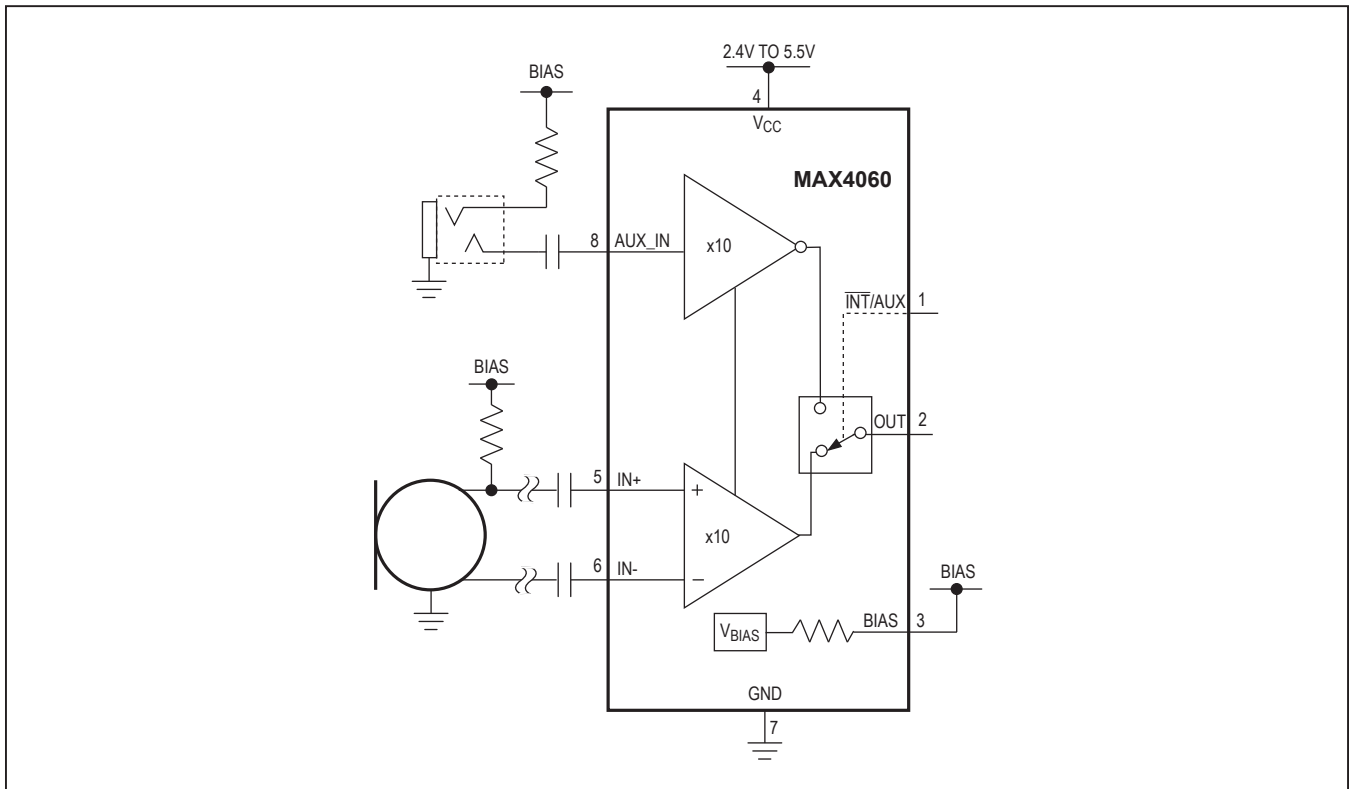 2.4V TO 5.5V
BIAS
4
VCC
MAX4060
8
AUX_IN
x10
INT/AUX
1
BIAS
OUT
2
5
IN+
+
x10
6
IN-
−
BIAS
VBIAS
BIAS
3
GND
7